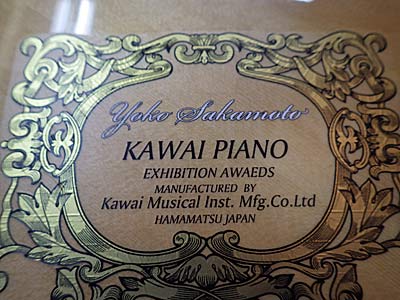 Yoko Sakamoto
KAWAI PIANO
EXHIBITION AWAEDS
MANUFACTURED BY
Kawai Musical Inst. Mfg.Co.Ltd
HAMAMATSU JAPAN